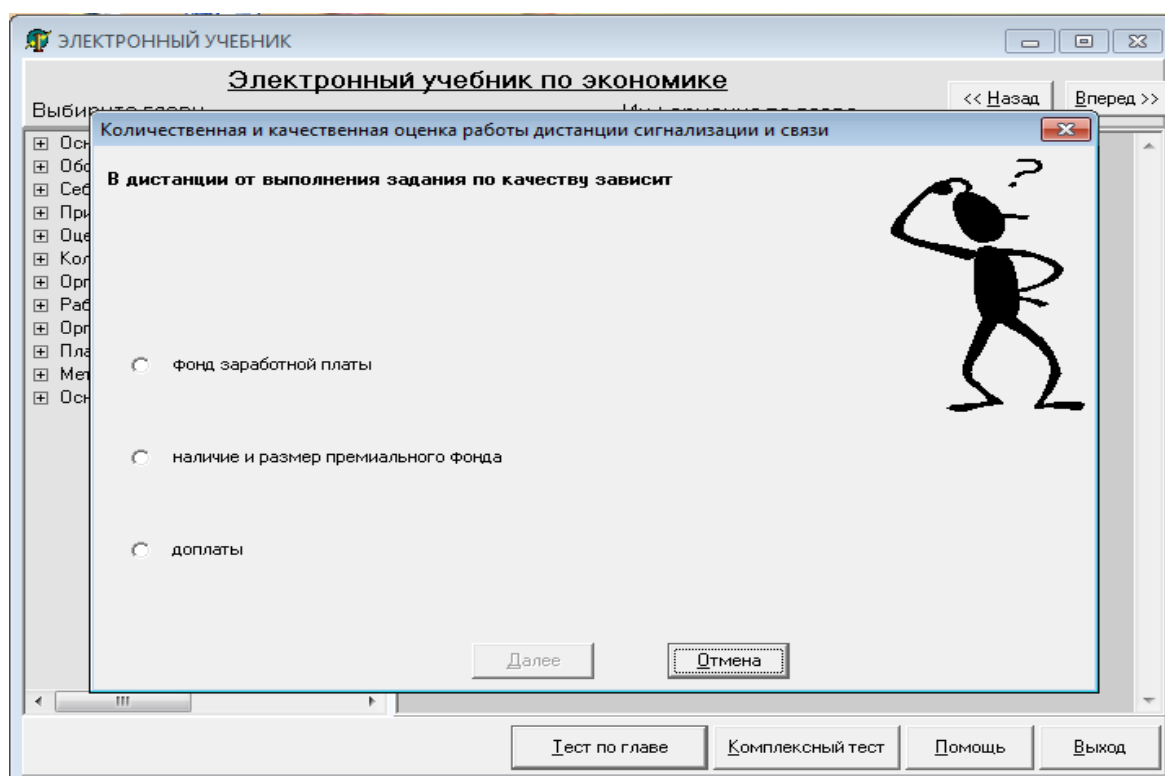 ЭЛЕКТРОННЫЙ УЧЕБНИК
Электронный учебник по экономике
<< Назад
Вперед >>
Количественная и качественная оценка работы дистанции сигнализации и связи
В дистанции от выполнения задания по качеству зависит
?
фонд заработной платы
наличие и размер премиального фонда
доплаты
Далее
Отмена
Тест по главе
Комплексный тест
Помощь
Выход